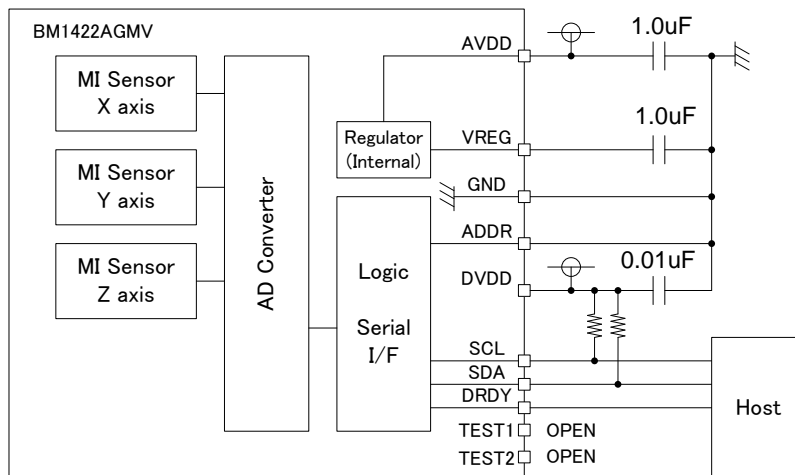 BM1422AGMV
MI Sensor
X axis
MI Sensor
Y axis
MI Sensor
Z axis
AD Converter
Regulator
(Internal)
Logic
Serial
I/F
AVDD
VREG
GND
ADDR
DVDD
SCL
SDA
DRDY
TEST1
OPEN
TEST2
OPEN
1.0uF
1.0uF
0.01uF
Host